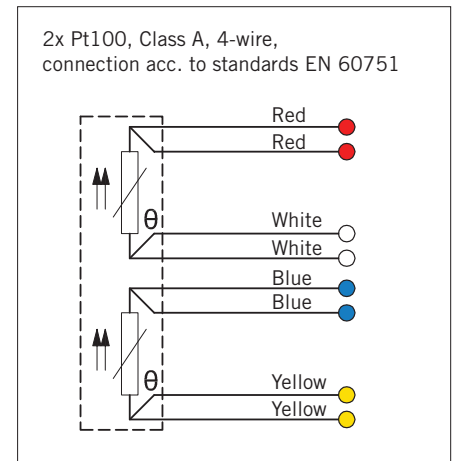 2x Pt100, Class A, 4-wire,
connection acc. to standards EN 60751
Red
Red
θ
White
White
Blue
Blue
θ
Yellow
Yellow